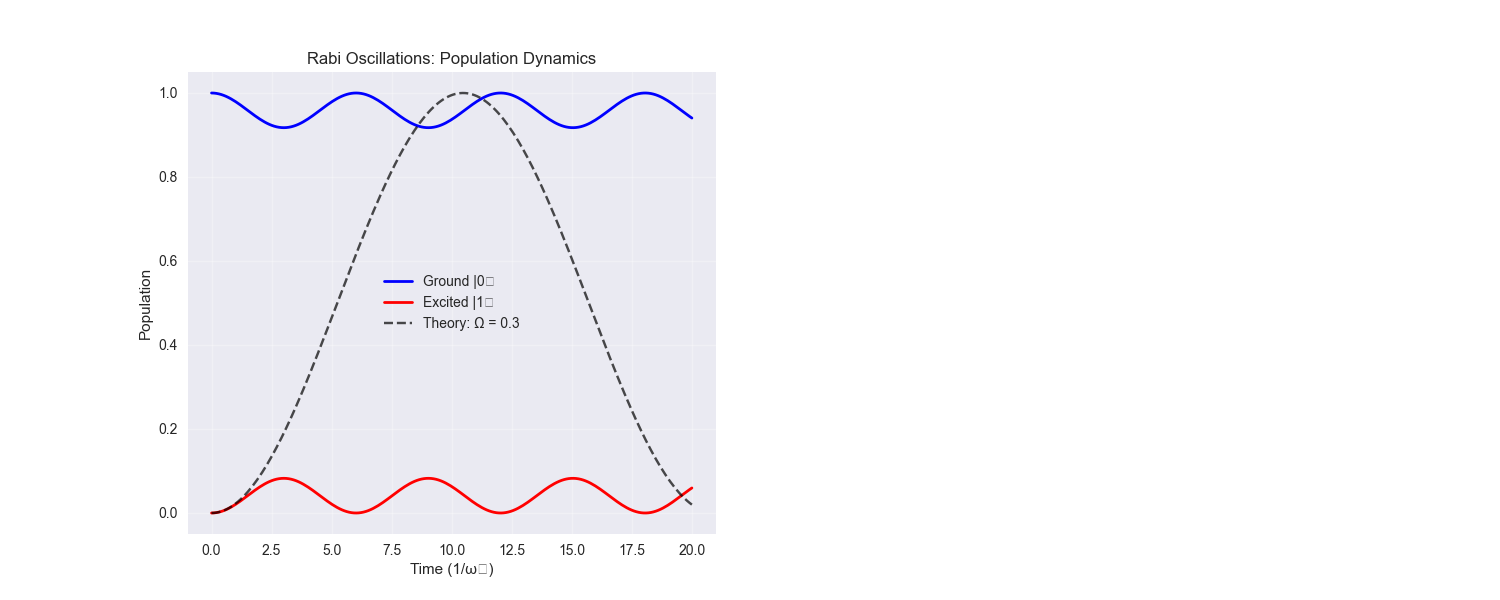 Rabi Oscillations: Population Dynamics
1.0
0.8
0.6
0.4
0.2
0.0
Population
Ground |0▯
Excited |1▯
Theory: Ω = 0.3
0.0 2.5 5.0 7.5 10.0 12.5 15.0 17.5 20.0
Time (1/ω▯)